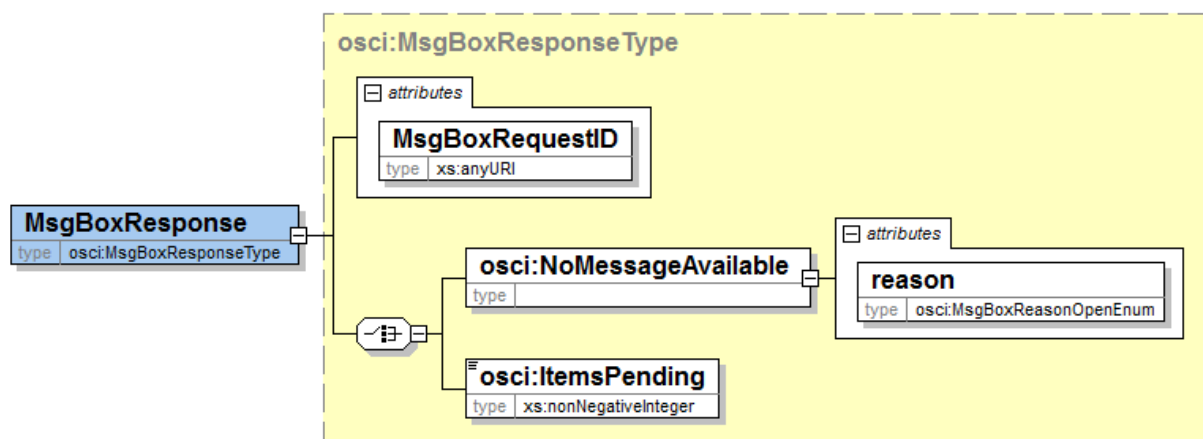 osci:MsgBoxResponseType
attributes
MsgBoxRequestID
type xs:anyURI
MsgBoxResponse
type osci:MsgBoxResponseType
attributes
osci:NoMessageAvailable
type
reason
type osci:MsgBoxReasonOpenEnum
osci:ItemsPending
type xs:nonNegativeInteger